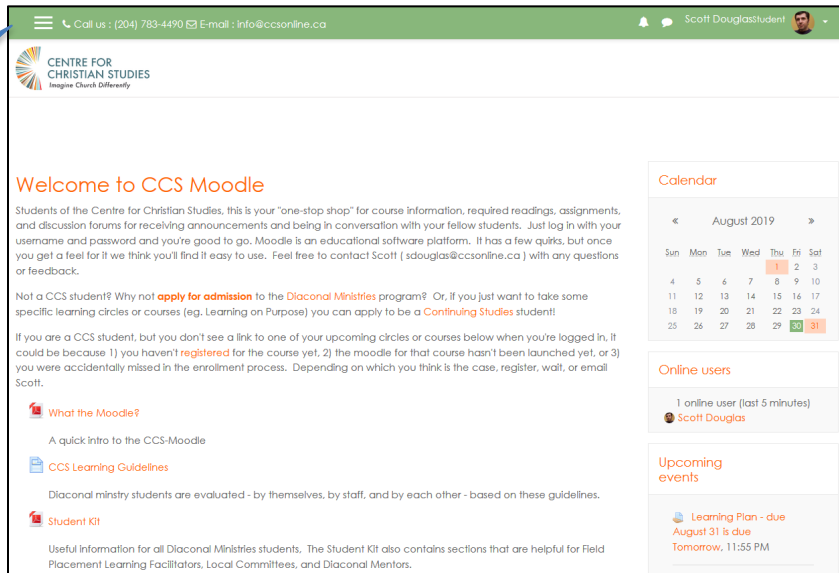 Call us : (204) 783-4490 E-mail : info@ccsonline.ca
Scott DouglasStudent
CENTRE FOR
CHRISTIAN STUDIES
Imagine Church Differently
Welcome to CCS Moodle
Students of the Centre for Christian Studies, this is your "one-stop shop" for course information, required readings, assignments,
and discussion forums for receiving announcements and being in conversation with your fellow students. Just log in with your
username and password and you're good to go. Moodle is an educational software platform. It has a few quirks, but once
you get a feel for it we think you'll find it easy to use. Feel free to contact Scott ( sdouglas@ccsonline.ca ) with any questions
or feedback.
Not a CCS student? Why not apply for admission to the Diaconal Ministries program? Or, if you just want to take some
specific learning circles or courses (eg. Learning on Purpose) you can apply to be a Continuing Studies student!
If you are a CCS student, but you don't see a link to one of your upcoming circles or courses below when you're logged in, it
could be because 1) you haven't registered for the course yet, 2) the moodle for that course hasn't been launched yet, or 3)
you were accidentally missed in the enrollment process. Depending on which you think is the case, register, wait, or email
Scott.
What the Moodle?
A quick intro to the CCS-Moodle
CCS Learning Guidelines
Diaconal minstry students are evaluated - by themselves, by staff, and by each other - based on these guidelines.
Student Kit
Useful information for all Diaconal Ministries students, The Student Kit also contains sections that are helpful for Field
Placement Learning Facilitators, Local Committees, and Diaconal Mentors.
Calendar
« August 2019 »
Sun Mon Tue Wed Thu Fri Sat
1 2 3
4 5 6 7 8 9 10
11 12 13 14 15 16 17
18 19 20 21 22 23 24
25 26 27 28 29 30 31
Online users
1 online user (last 5 minutes)
Scott Douglas
Upcoming
events
Learning Plan - due
August 31 is due
Tomorrow, 11:55 PM